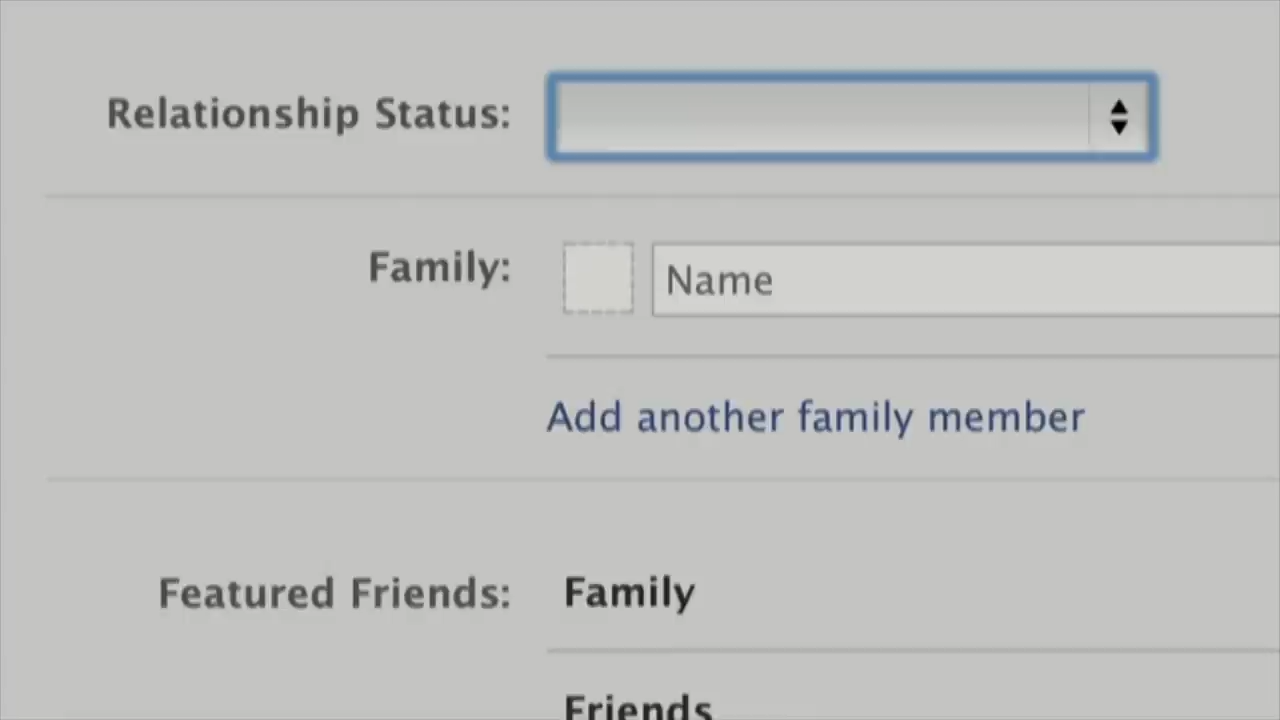 Relationship Status:
Family:
Name
Add another family member
Featured Friends:
Family
Friends